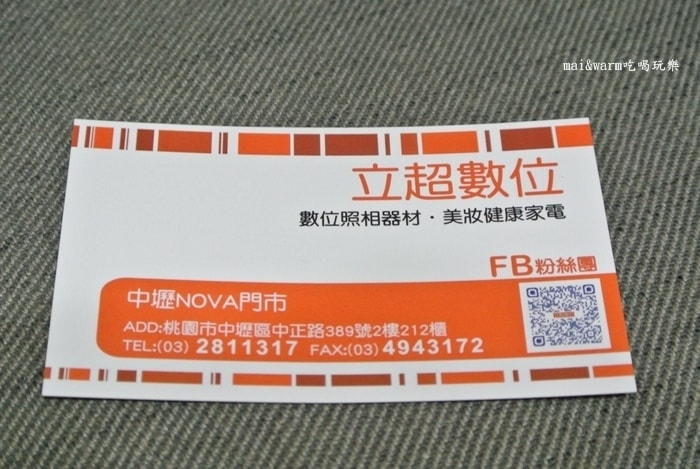 mai&warm吃喝玩樂
立超數位
數位照相器材・美妝健康家電
FB粉絲團
中壢NOVA門市
ADD:桃園市中壢區中正路389號2樓212櫃
TEL:(03) 2811317 FAX:(03) 4943172